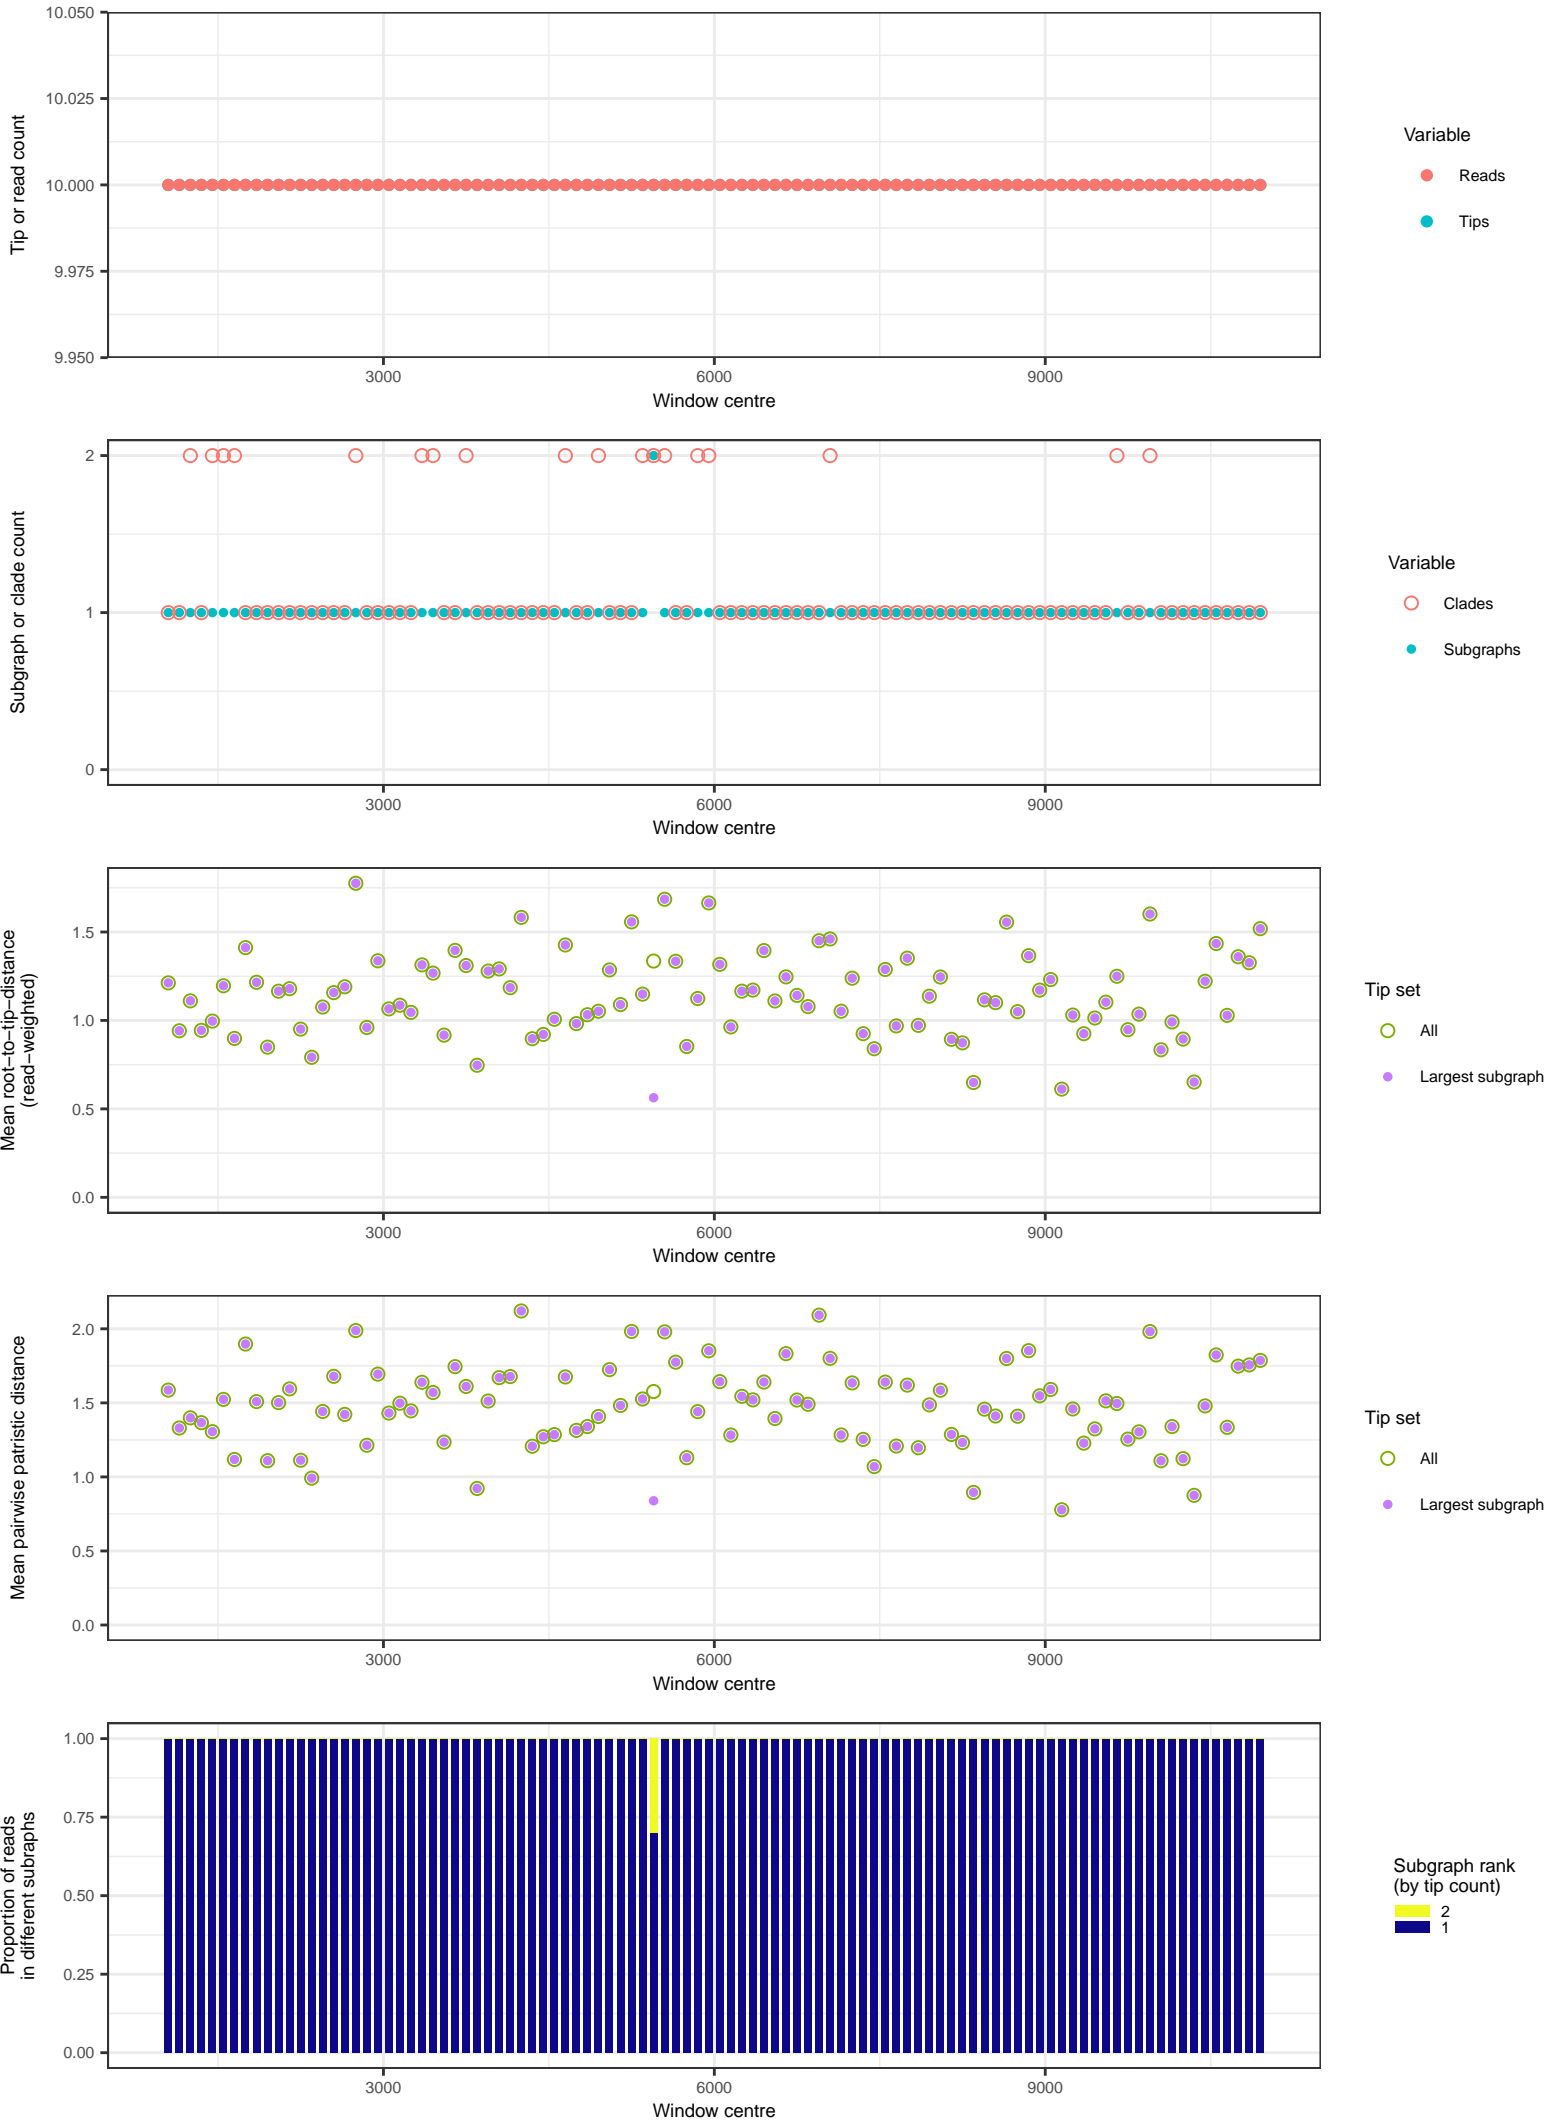 10.050
10.025
10.000
9.975
9.950
Tip or read count
3000
6000
9000
Window centre
Variable
Reads
Tips
2
1
0
Subgraph or clade count
3000
6000
9000
Window centre
Variable
Clades
Subgraphs
1.5
1.0
0.5
0.0
Mean root−to−tip−distance
(read−weighted)
3000
6000
9000
Window centre
Tip set
All
Largest subgraph
2.0
1.5
1.0
0.5
0.0
Mean pairwise patristic distance
3000
6000
9000
Window centre
Tip set
All
Largest subgraph
1.00
0.75
0.50
0.25
0.00
Proportion of reads
in different subraphs
3000
6000
9000
Window centre
Subgraph rank
(by tip count)
2
1